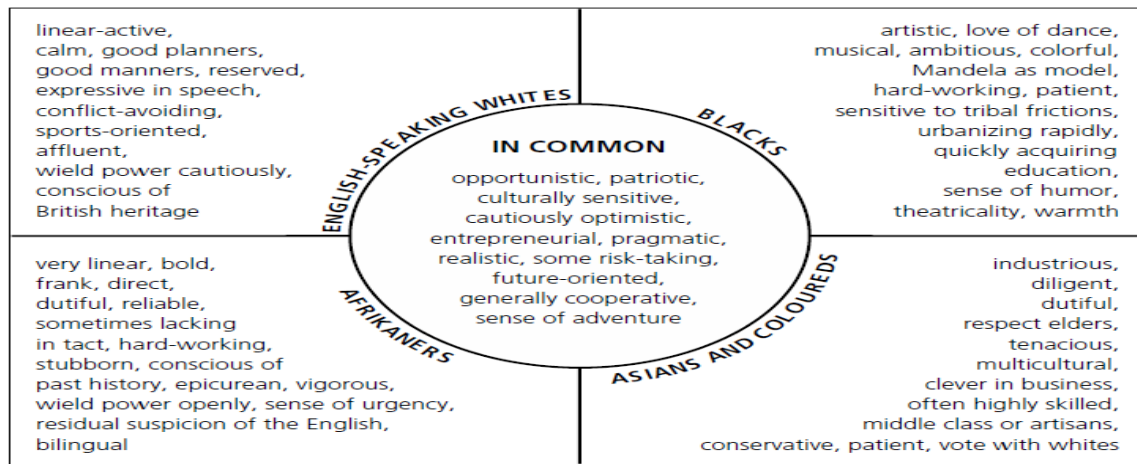 linear-active,
calm, good planners,
good manners, reserved,
expressive in speech,
conflict-avoiding,
sports-oriented,
affluent,
wield power cautiously,
conscious of
British heritage
ENGLISH-SPEAKING WHITES
artistic, love of dance,
musical, ambitious, colorful,
Mandela as model,
hard-working, patient,
sensitive to tribal frictions,
urbanizing rapidly,
quickly acquiring
education,
sense of humor,
theatricality, warmth
BLACKS
IN COMMON
opportunistic, patriotic,
culturally sensitive,
cautiously optimistic,
entrepreneurial, pragmatic,
realistic, some risk-taking,
future-oriented,
generally cooperative,
sense of adventure
very linear, bold,
frank, direct,
dutiful, reliable,
sometimes lacking
in tact, hard-working,
stubborn, conscious of
past history, epicurean, vigorous,
wield power openly, sense of urgency,
residual suspicion of the English,
bilingual
AFRIKANERS
industrious,
diligent,
dutiful,
respect elders,
tenacious,
multicultural,
clever in business,
often highly skilled,
middle class or artisans,
conservative, patient, vote with whites
ASIANS AND COLOUREDS